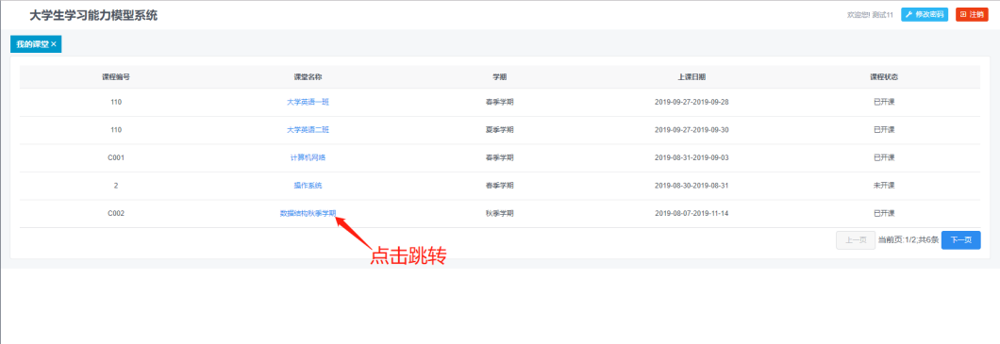 大学生学习能力模型系统
欢迎您! 测试11 修改密码 注销
我的课堂 ×
课程编号 课堂名称 学期 上课日期 课程状态
110 大学英语一班 春季学期 2019-09-27-2019-09-28 已开课
110 大学英语二班 夏季学期 2019-09-27-2019-09-30 已开课
C001 计算机网络 春季学期 2019-08-31-2019-09-03 已开课
2 操作系统 春季学期 2019-08-30-2019-08-31 未开课
C002 数据结构秋季学期 秋季学期 2019-08-07-2019-11-14 已开课
上一页 当前页:1/2,共6条 下一页
点击跳转